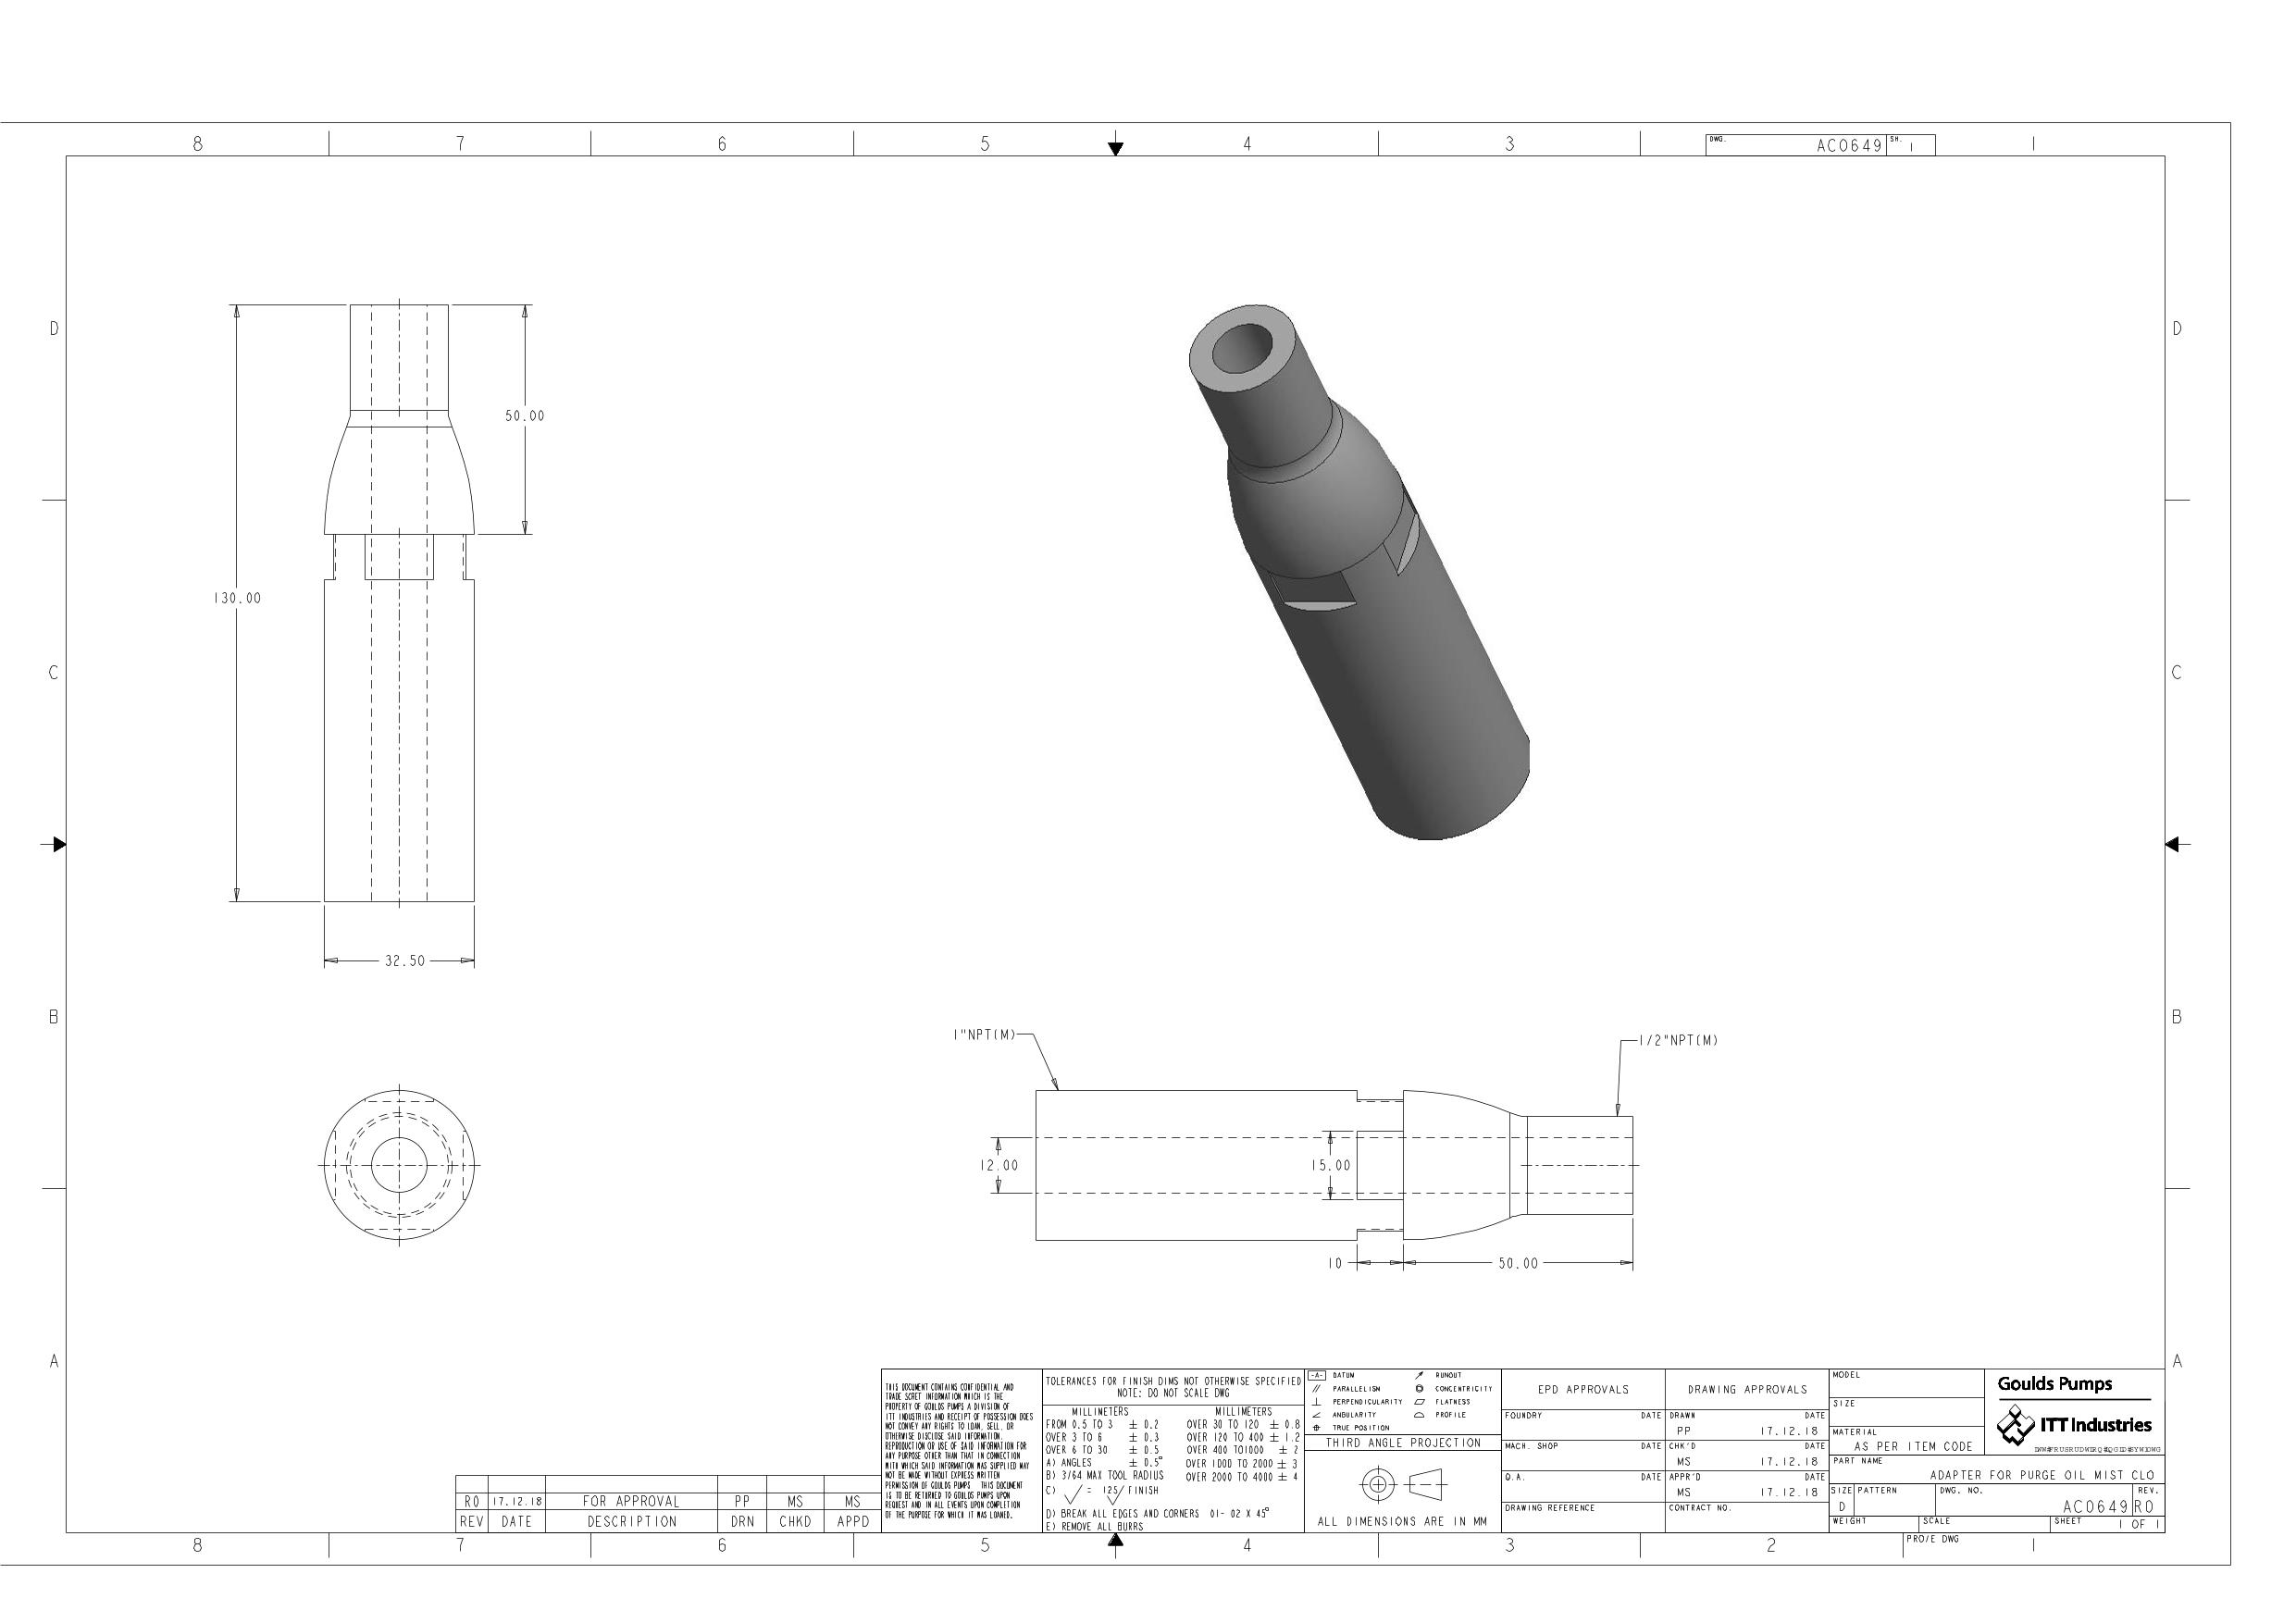 8 7 6 5 4 3 1
DWG. AC0649 SH. 1
D D
50.00
130.00
C C
32.50
B B
1"NPT(M)
1/2"NPT(M)
12.00
15.00
10
50.00
A A
R0 17.12.18 FOR APPROVAL PP MS MS
REV DATE DESCRIPTION DRN CHKD APPD
THIS DOCUMENT CONTAINS CONFIDENTIAL AND
TRADE SCRET INFORMATION WHICH IS THE
PROPERTY OF GOULDS PUMPS A DIVISION OF
ITT INDUSTRIES AND RECEIPT OF POSSESSION DOES
NOT CONVEY ANY RIGHTS TO LOAN, SELL, OR
OTHERWISE DISCLOSE SAID INFORMATION.
REPRODUCTION OR USE OF SAID INFORMATION FOR
ANY PURPOSE OTHER THAN THAT IN CONNECTION
WITH WHICH SAID INFORMATION WAS SUPPLIED MAY
NOT BE MADE WITHOUT EXPRESS WRITTEN
PERMISSION OF GOULDS PUMPS THIS DOCUMENT
IS TO BE RETURNED TO GOULDS PUMPS UPON
REQUEST AND IN ALL EVENTS UPON COMPLETION
OF THE PURPOSE FOR WHICH IT WAS LOANED.
TOLERANCES FOR FINISH DIMS NOT OTHERWISE SPECIFIED
NOTE: DO NOT SCALE DWG
MILLIMETERS MILLIMETERS
FROM 0.5 TO 3 ± 0.2 OVER 30 TO 120 ± 0.8
OVER 3 TO 6 ± 0.3 OVER 120 TO 400 ± 1.2
OVER 6 TO 30 ± 0.5 OVER 400 TO1000 ± 2
A) ANGLES ± 0.5° OVER 1000 TO 2000 ± 3
B) 3/64 MAX TOOL RADIUS OVER 2000 TO 4000 ± 4
C) = 125 FINISH
D) BREAK ALL EDGES AND CORNERS 01- 02 X 45°
E) REMOVE ALL BURRS
-A- DATUM RUNOUT
PARALLELISM CONCENTRICITY
PERPENDICULARITY FLATNESS
ANGULARITY PROFILE
TRUE POSITION
THIRD ANGLE PROJECTION
ALL DIMENSIONS ARE IN MM
EPD APPROVALS
FOUNDRY DATE
MACH. SHOP DATE
Q.A. DATE
DRAWING REFERENCE
DRAWING APPROVALS
DRAWN DATE
PP 17.12.18
CHK'D DATE
MS 17.12.18
APPR'D DATE
MS 17.12.18
CONTRACT NO.
MODEL
SIZE
MATERIAL
AS PER ITEM CODE
Goulds Pumps
ITT Industries
PART NAME
ADAPTER FOR PURGE OIL MIST CLO
SIZE PATTERN DWG. NO. REV.
D AC0649 R0
WEIGHT SCALE SHEET 1 OF 1
PRO/E DWG
8 7 6 5 4 3 2 1